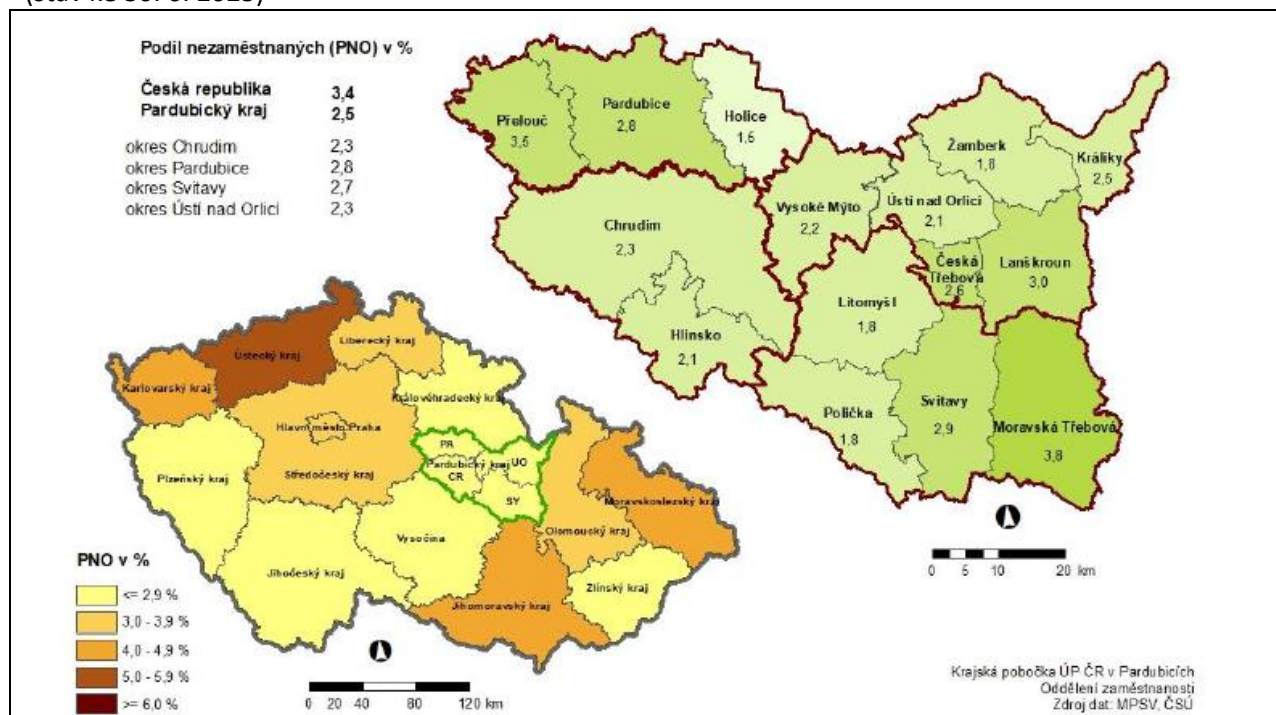 Podíl nezaměstnaných (PNO) v %
Česká republika 3,4
Pardubický kraj 2,5
okres Chrudim 2,3
okres Pardubice 2,8
okres Svitavy 2,7
okres Ústí nad Orlicí 2,3
Přelouč
3,5
Pardubice
2,8
Holice
Žamberk
1,8
Králíky
2,5
Vysoké Mýto
2,2
Ústí nad Orlicí
2,1
Chrudim
2,3
Česká
Třebová
2,6
Lanškroun
3,0
Litomyšl
1,8
Hlinsko
2,1
Polička
1,8
Svitavy
2,9
Moravská Třebová
3,8
0 5 10 20 km
Ústecký kraj
Liberecký kraj
Karlovarský kraj
Královéhradecký kraj
Hlavní město Praha
Středočeský kraj
PA
Pardubický kraj
UO
CR
SY
Plzeňský kraj
Moravskoslezský kraj
Olomoucký kraj
Vysočina
Jihočeský kraj
Zlínský kraj
Jihomoravský kraj
PNO v %
<= 2,9 %
3,0 - 3,9 %
4,0 - 4,9 %
5,0 - 5,9 %
>= 6,0 %
0 20 40 80 120 km
Krajská pobočka ÚP ČR v Pardubicích
Oddělení zaměstnanosti
Zdroj dat: MPSV, ČSÚ